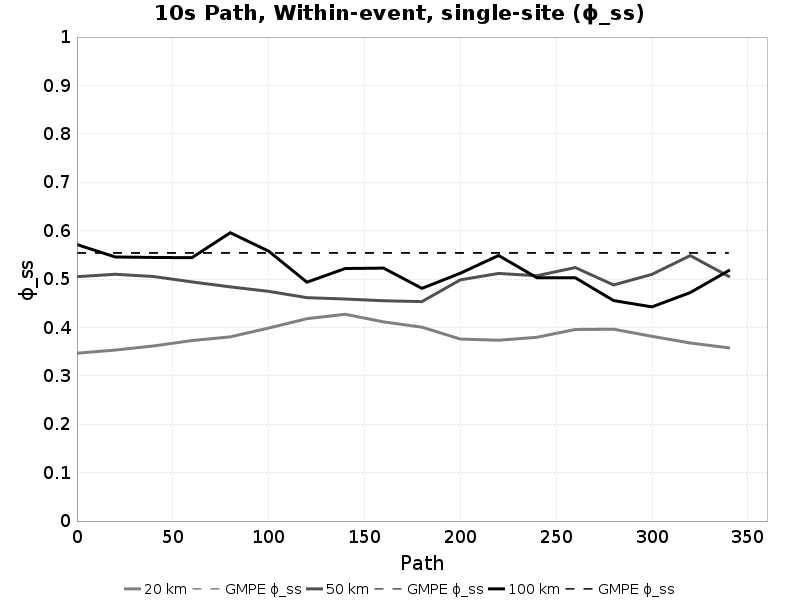 10s Path, Within-event, single-site (ϕ_ss)
1
0.9
0.8
0.7
0.6
0.5
0.4
0.3
0.2
0.1
0
ϕ_ss
0 50 100 150 200 250 300 350
Path
20 km GMPE ϕ_ss 50 km GMPE ϕ_ss 100 km GMPE ϕ_ss